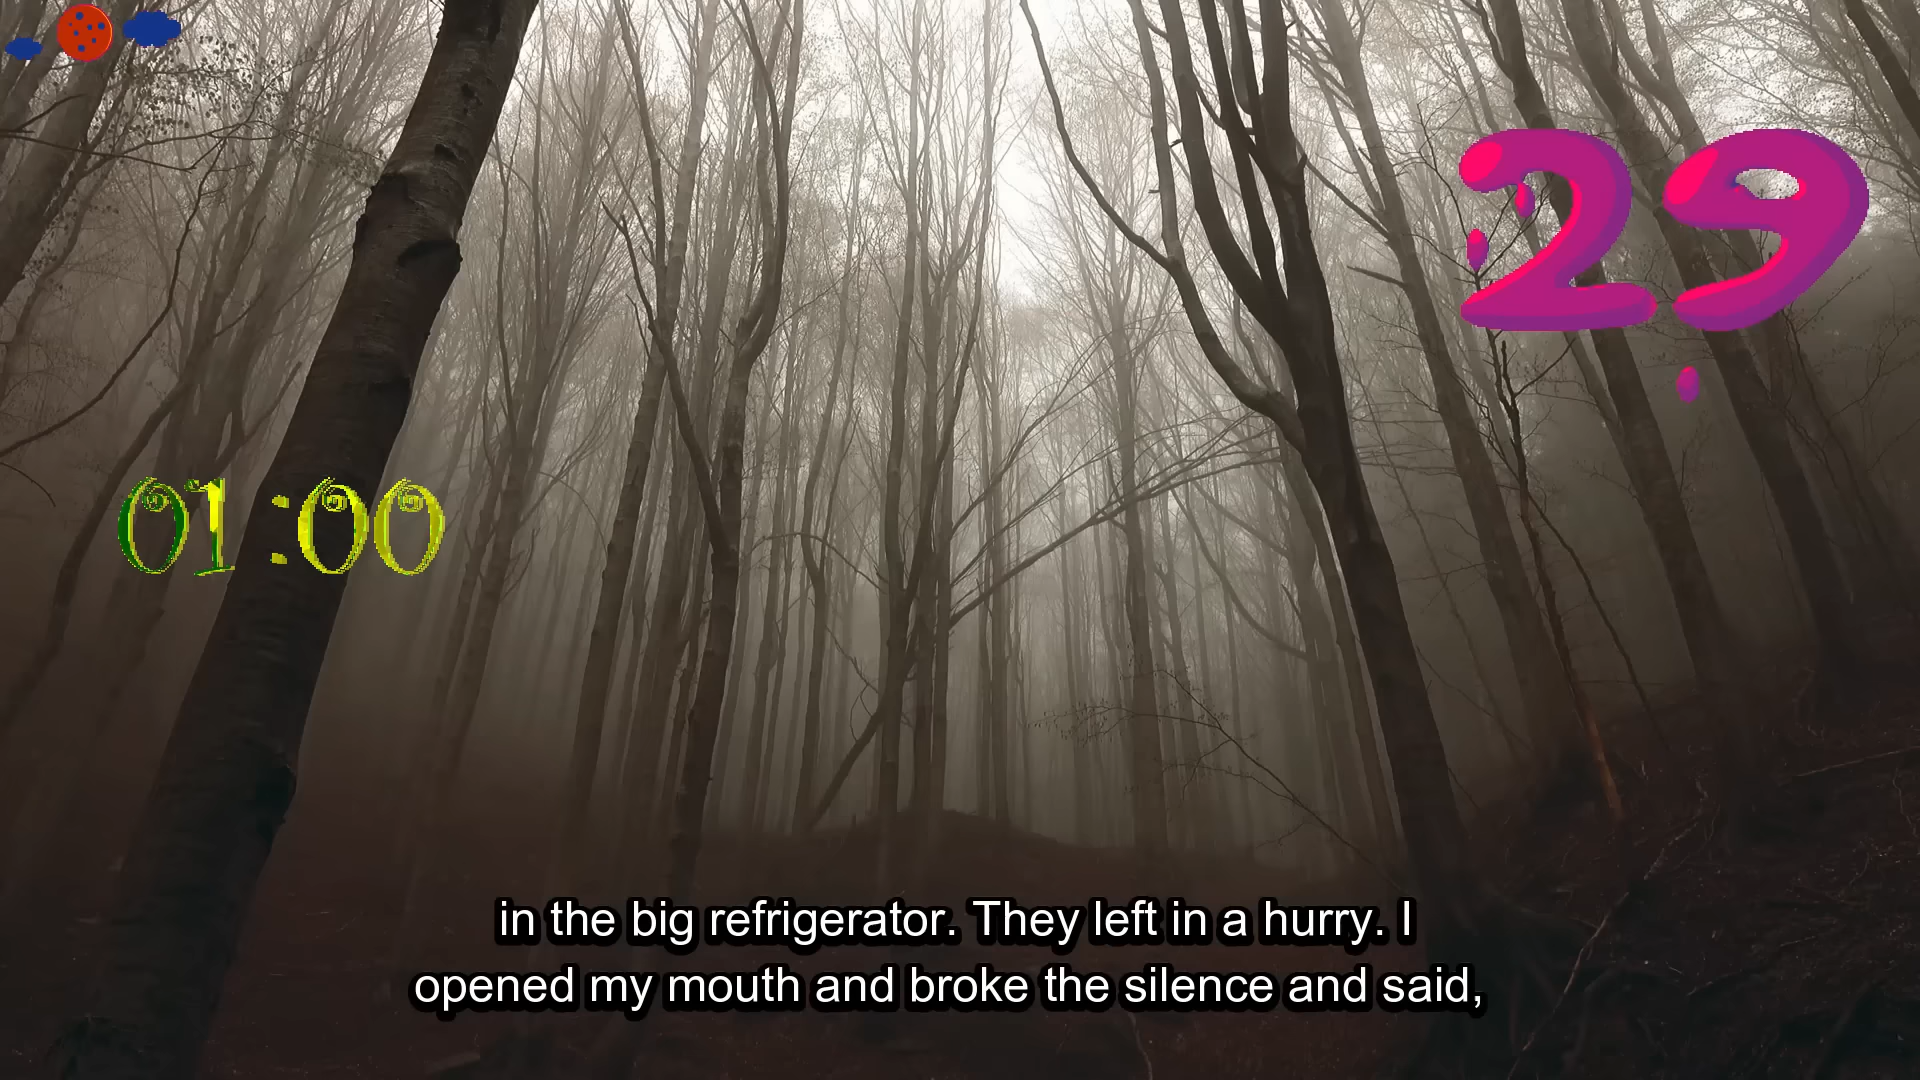 29
01:00
in the big refrigerator. They left in a hurry. I
opened my mouth and broke the silence and said,